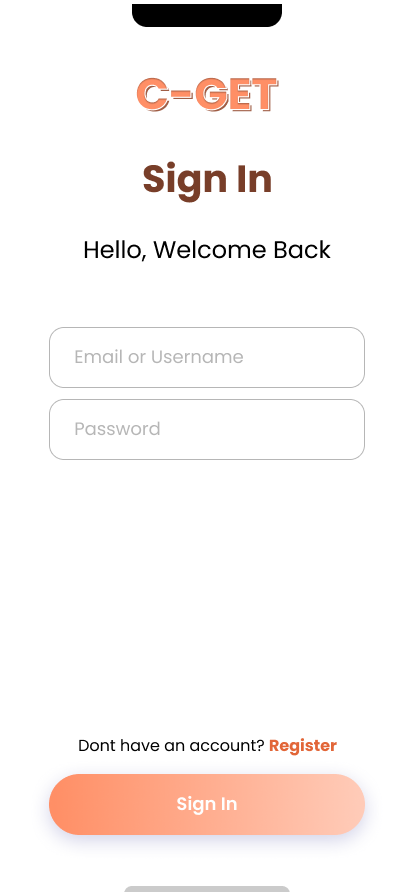 C-GET
Sign In
Hello, Welcome Back
Email or Username
Password
Dont have an account? Register
Sign In